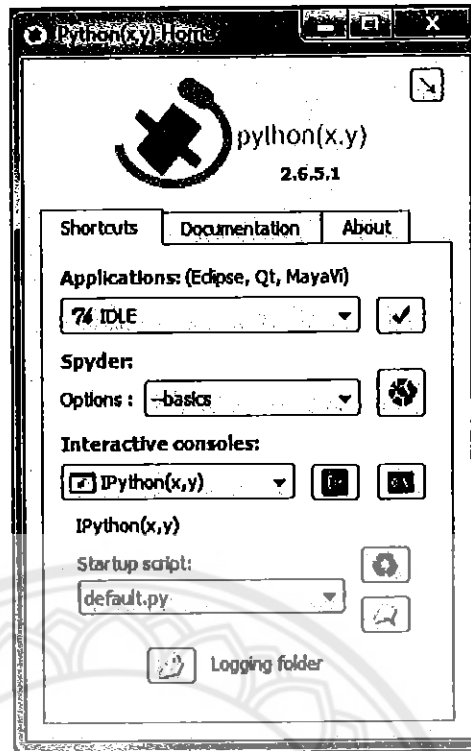 Python(x,y) Home
python(x,y)
2.6.5.1
Shortcuts Documentation About
Applications: (Eclipse, Qt, MayaVi)
IDLE
Spyder:
Options : --basics
Interactive consoles:
IPython(x,y)
IPython(x,y)
Startup script:
default.py
Logging folder